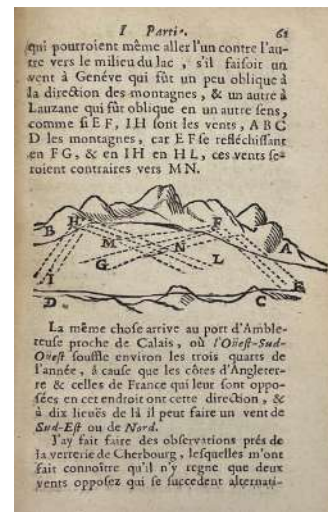 I Partie. 61
qui pourroient même aller l'un contre l'au-
tre vers le milieu du lac, s'il faisoit un
vent à Genéve qui fût un peu oblique à
la direction des montagnes, & un autre à
Lauzane qui fût oblique en un autre sens,
comme si E F, I H sont les vents, A B C
D les montagnes, car E F se refléchissant
en F G, & en I H en H L, ces vents se-
roient contraires vers M N.
B H M N F A
G L
I E
D C
La même chose arrive au port d'Amble-
teuse proche de Calais, où l'Oüest-Sud-
Oüest souffle environ les trois quarts de
l'année, à cause que les côtes d'Angleter-
re & celles de France qui leur sont oppo-
sées en cet endroit ont cette direction, &
à dix lieuës de là il peut faire un vent de
Sud-Est ou de Nord.
J'ay fait faire des observations prés de
la verrerie de Cherbourg, lesquelles m'ont
fait connoître qu'il n'y regne que deux
vents opposez qui se succedent alternati-